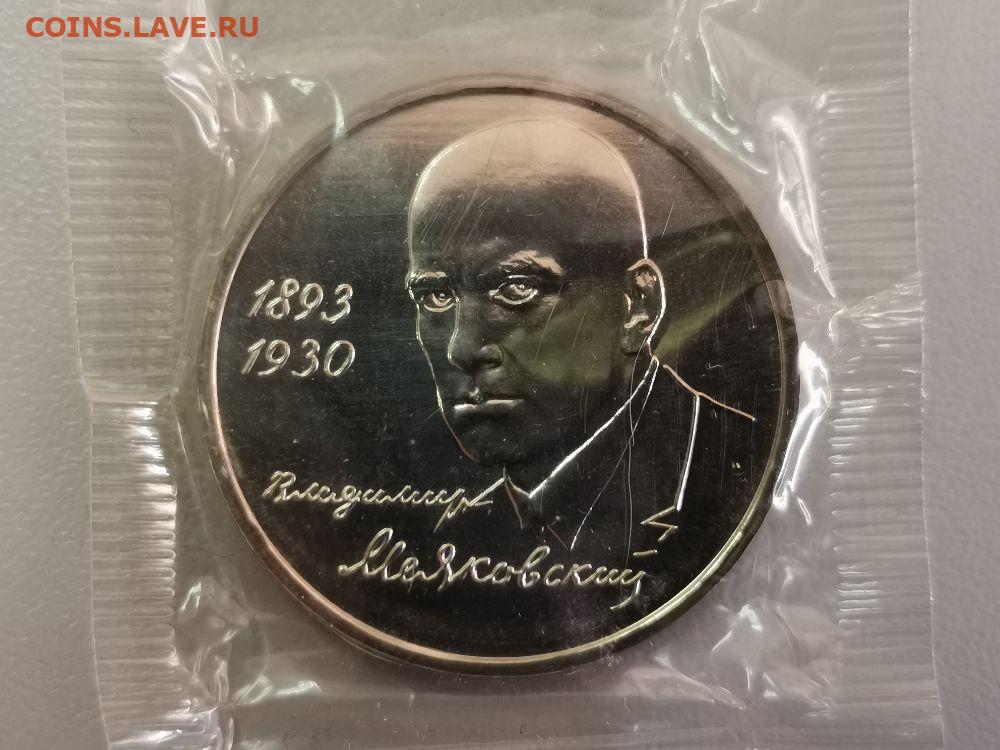 COINS.LAVE.RU
1893
1930
Владимир
Маяковский